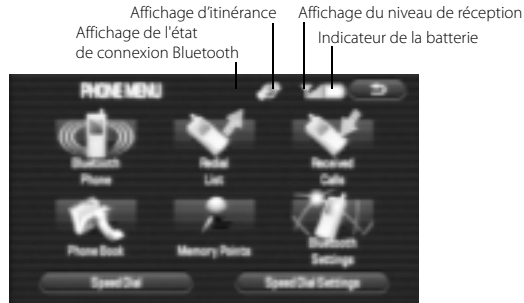 Affichage d’itinérance
Affichage du niveau de réception
Affichage de l'état
de connexion Bluetooth
Indicateur de la batterie
PHONE MENU
Bluetooth
Phone
Redial
List
Received
Calls
Phone Book
Memory Points
Bluetooth
Settings
Speed Dial
Speed Dial Settings